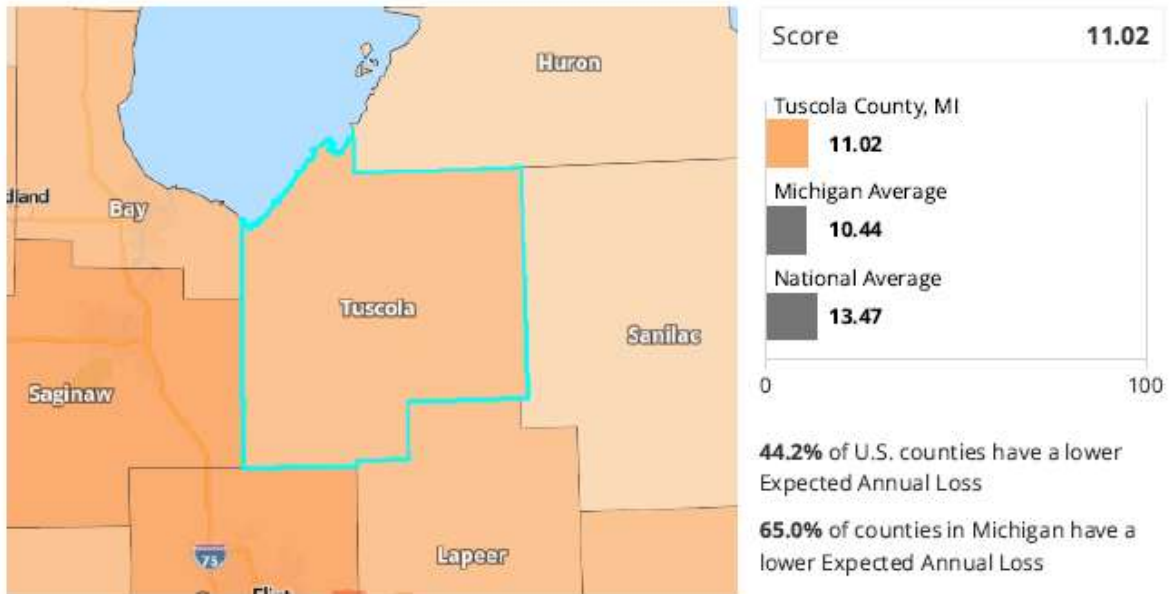 Huron
dland
Bay
Tuscola
Sanilac
Saginaw
75
Lapeer
Score 11.02
Tuscola County, MI
11.02
Michigan Average
10.44
National Average
13.47
0 100
44.2% of U.S. counties have a lower
Expected Annual Loss
65.0% of counties in Michigan have a
lower Expected Annual Loss